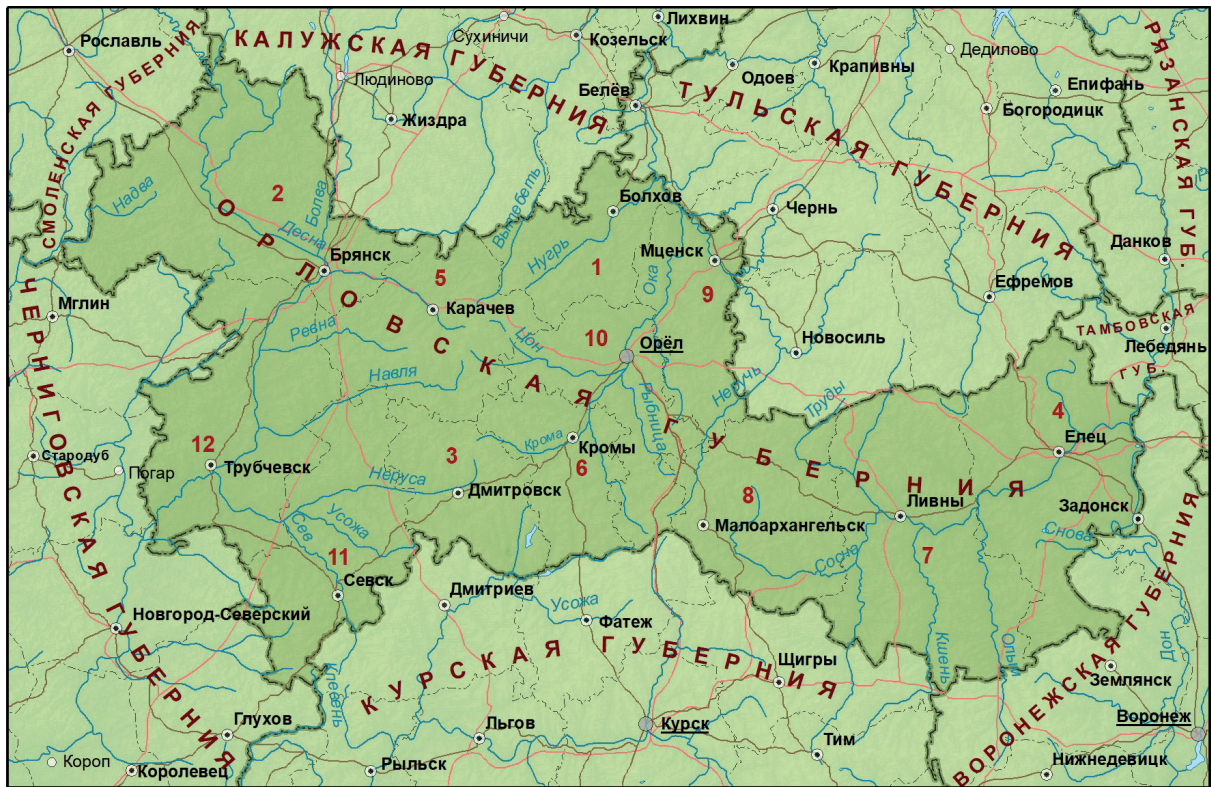 Рославль
КАЛУЖСКАЯ ГУБЕРНИЯ
Сухиничи
Козельск
Лихвин
Дедилово
Одоев
Крапивны
Людиново
Белёв
Епифань
Богородицк
Жиздра
СМОЛЕНСКАЯ ГУБЕРНИЯ
ТУЛЬСКАЯ ГУБЕРНИЯ
РЯЗАНСКАЯ ГУБ.
Надва
2
Болва
Десна
Вытебеть
Болхов
Чернь
Мценск
Данков
Брянск
Нугрь
1
Ока
5
9
Ефремов
Мглин
Карачев
ТАМБОВСКАЯ
ГУБ.
Лебедянь
ОРЛОВСКАЯ ГУБЕРНИЯ
Ревна
Цон
10
Орёл
Новосиль
Навля
Рыбница
Неручь
Труды
4
ЧЕРНИГОВСКАЯ ГУБЕРНИЯ
12
Крома
Кромы
Елец
Стародуб
Погар
Трубчевск
3
6
Неруса
Дмитровск
8
Ливны
Задонск
Малоархангельск
Снова
Сев
Усожа
11
Сосна
7
Севск
Дмитриев
Усожа
Фатеж
Новгород-Северский
КУРСКАЯ ГУБЕРНИЯ
Щигры
Кшень
Олым
Дон
ВОРОНЕЖСКАЯ ГУБЕРНИЯ
Землянск
Клевень
Глухов
Льгов
Курск
Воронеж
Тим
Короп
Королевец
Рыльск
Нижнедевицк